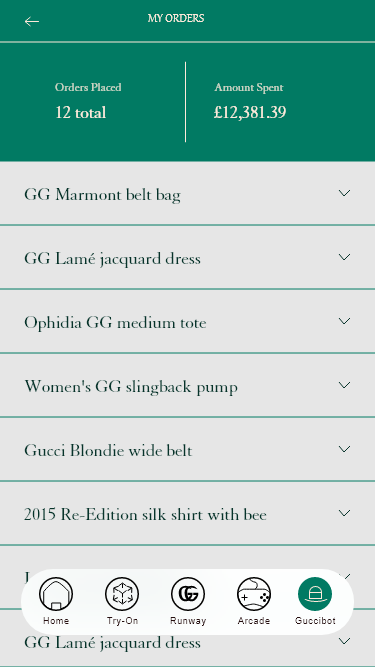 MY ORDERS
Orders Placed
Amount Spent
12 total
£12,381.39
GG Marmont belt bag
GG Lamé jacquard dress
Ophidia GG medium tote
Women's GG slingback pump
Gucci Blondie wide belt
2015 Re-Edition silk shirt with bee
Home
Try-On
Runway
Arcade
Guccibot
GG Lamé jacquard dress